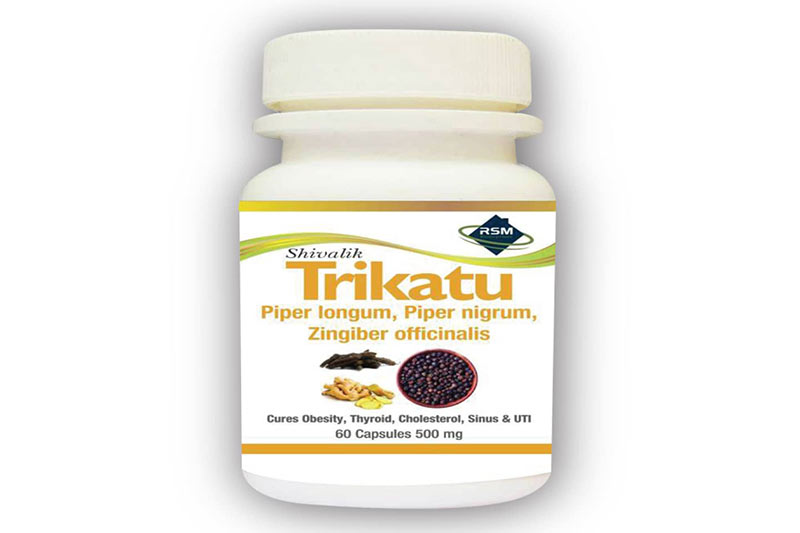 RSM
Shivalik
Trikatu
Piper longum, Piper nigrum,
Zingiber officinalis
Cures Obesity, Thyroid, Cholesterol, Sinus & UTI
60 Capsules 500 mg